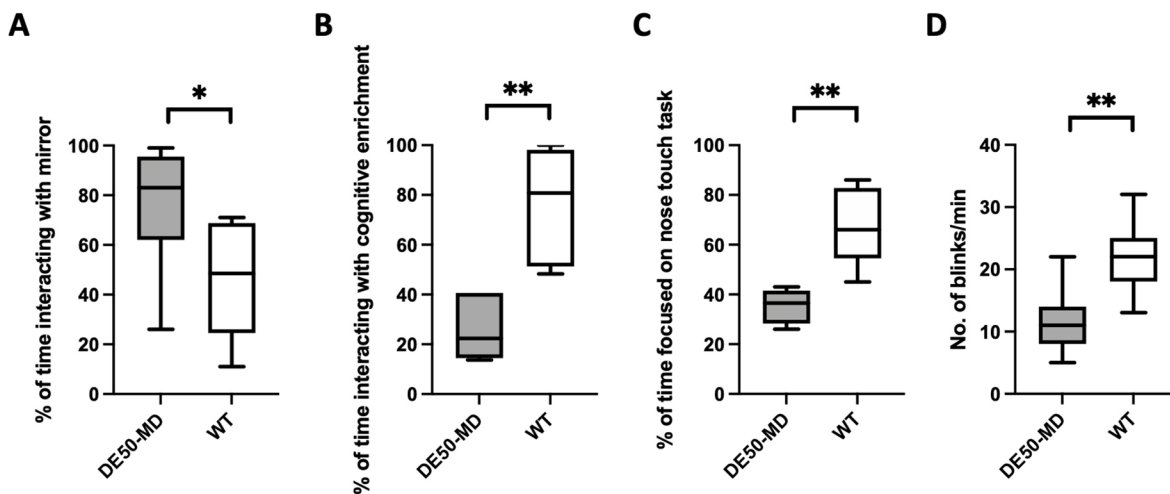 A
% of time interacting with mirror
*
100
80
60
40
20
0
DE50-MD
WT
B
% of time interacting with cognitive enrichment
**
100
80
60
40
20
0
DE50-MD
WT
C
% of time focused on nose touch task
**
100
80
60
40
20
0
DE50-MD
WT
D
No. of blinks/min
**
40
30
20
10
0
DE50-MD
WT